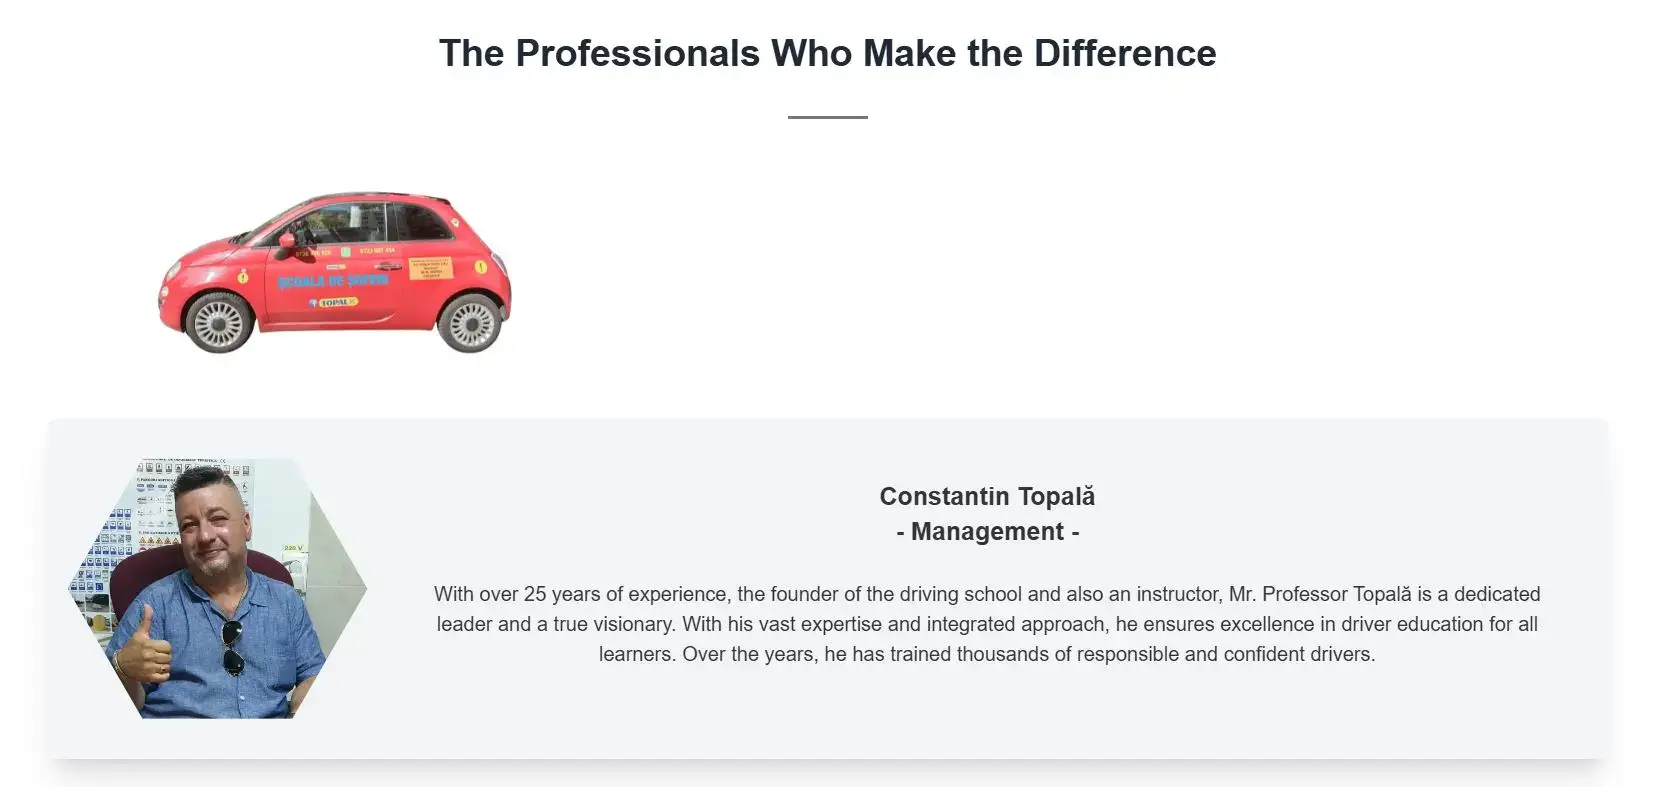 The Professionals Who Make the Difference
ȘCOALA DE ȘOFERI
TOPALĂ
220 V
Constantin Topală
- Management -
With over 25 years of experience, the founder of the driving school and also an instructor, Mr. Professor Topală is a dedicated
leader and a true visionary. With his vast expertise and integrated approach, he ensures excellence in driver education for all
learners. Over the years, he has trained thousands of responsible and confident drivers.